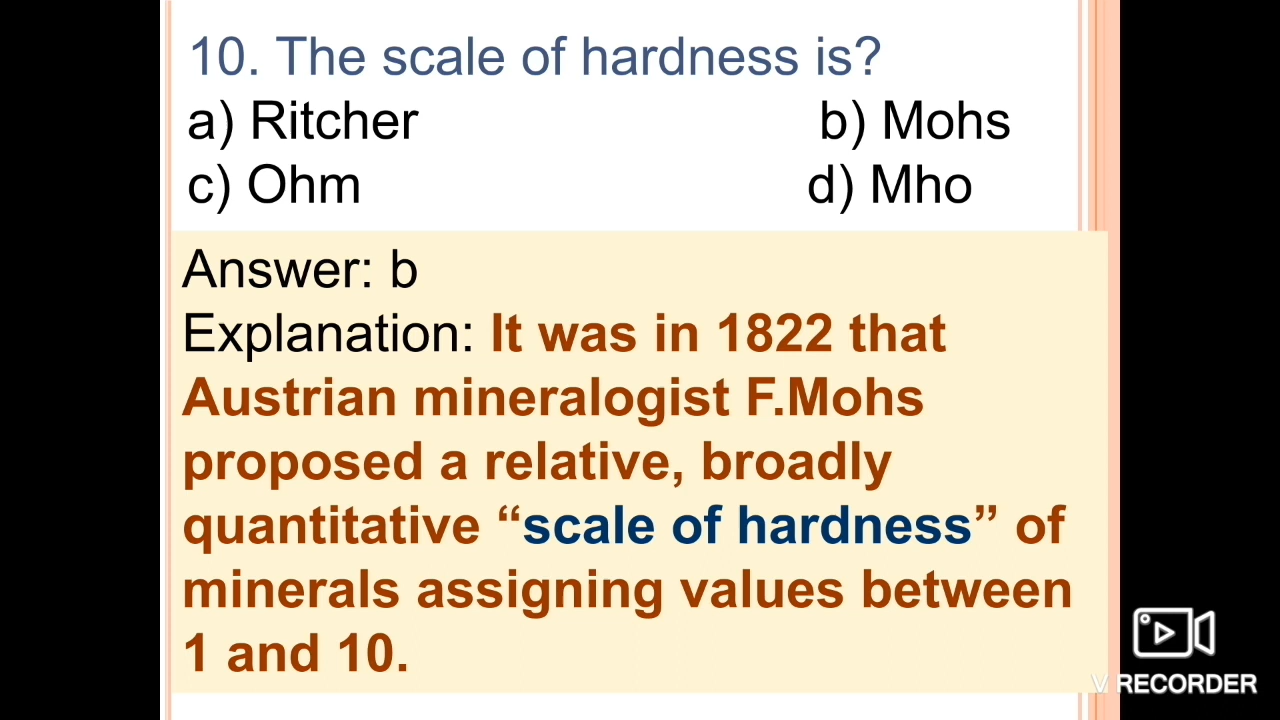 10. The scale of hardness is?
a) Ritcher b) Mohs
c) Ohm d) Mho
Answer: b
Explanation: It was in 1822 that
Austrian mineralogist F.Mohs
proposed a relative, broadly
quantitative “scale of hardness” of
minerals assigning values between
1 and 10.
V RECORDER